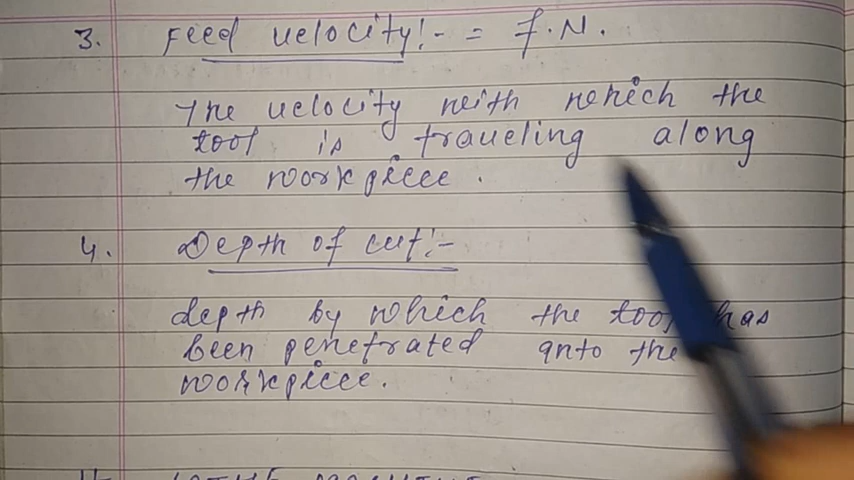 3. Feed velocity:- = f.N.
The velocity with which the
tool is traveling along
the workpiece.
4. Depth of cut:-
depth by which the tool has
been penetrated into the
workpiece.